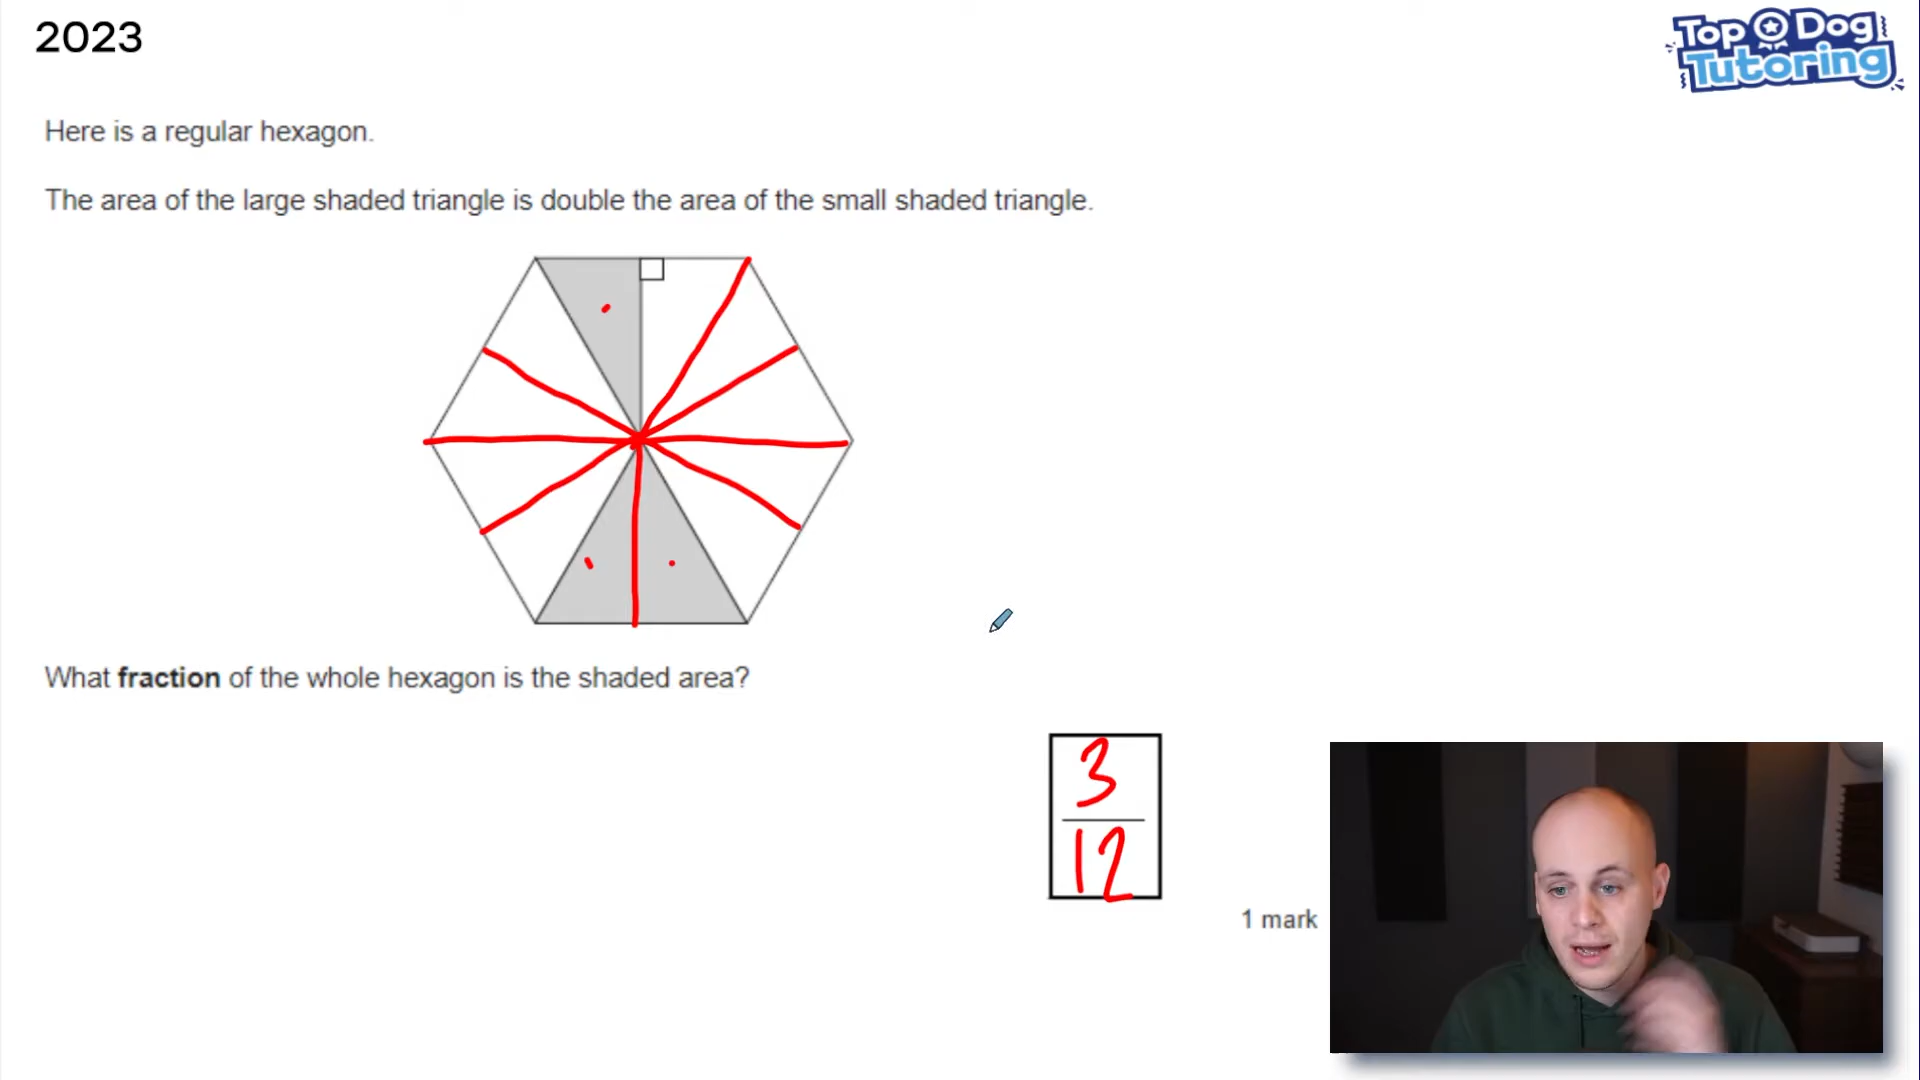 2023
Top Dog
Tutoring
Here is a regular hexagon.
The area of the large shaded triangle is double the area of the small shaded triangle.
What fraction of the whole hexagon is the shaded area?
3
12
1 mark